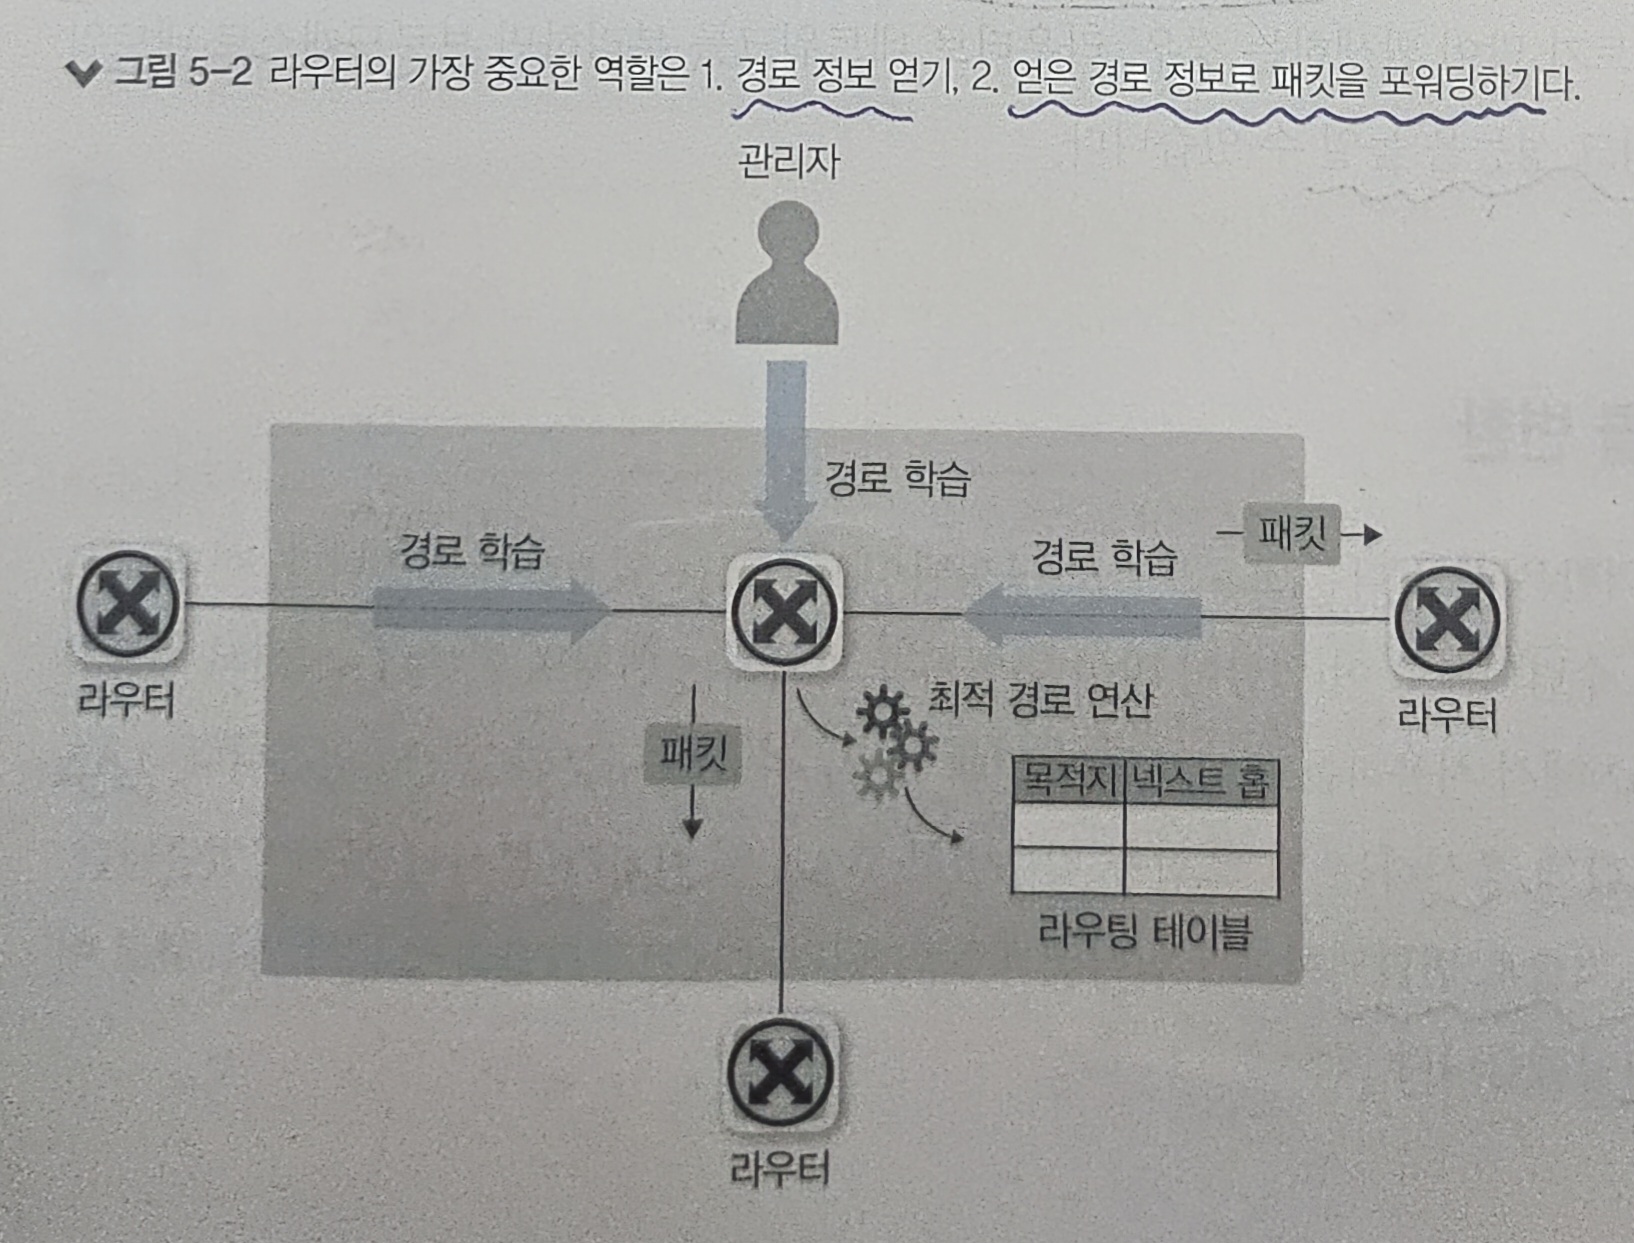 그림 5-2 라우터의 가장 중요한 역할은 1. 경로 정보 얻기, 2. 얻은 경로 정보로 패킷을 포워딩하기다.
관리자
경로 학습
경로 학습
경로 학습
패킷
라우터
라우터
패킷
최적 경로 연산
목적지 넥스트 홉
라우팅 테이블
라우터